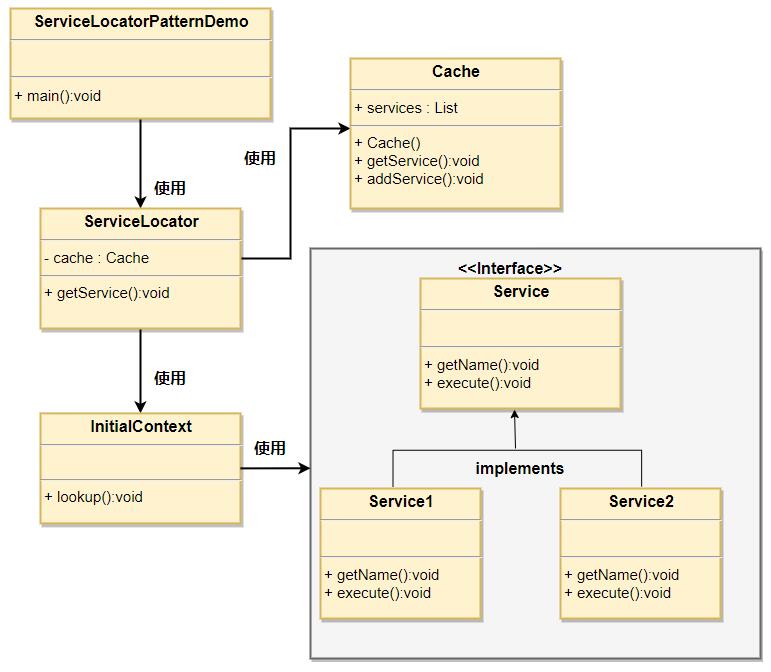 ServiceLocatorPatternDemo
+ main():void
使用
ServiceLocator
- cache : Cache
+ getService():void
使用
Cache
+ services : List
+ Cache()
+ getService():void
+ addService():void
使用
InitialContext
+ lookup():void
使用
<<Interface>>
Service
+ getName():void
+ execute():void
implements
Service1
+ getName():void
+ execute():void
Service2
+ getName():void
+ execute():void